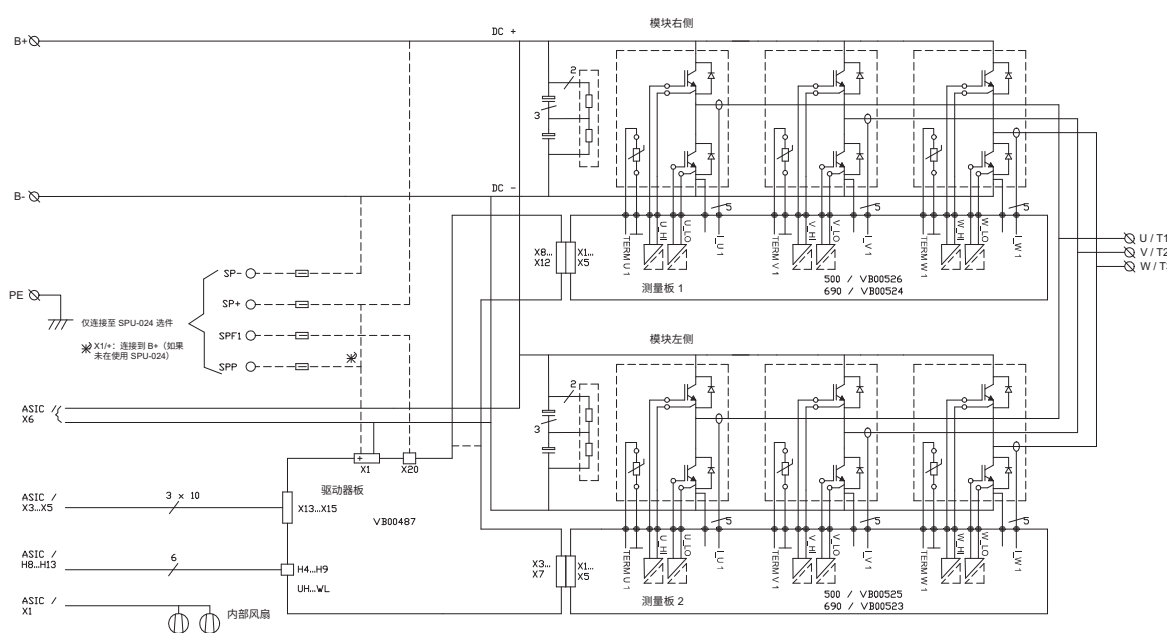 模块右侧
B+
DC +
2
3
B-
DC -
5
5
5
TERM U 1
U_HI
U_LO
I_U 1
TERM V 1
V_HI
V_LO
I_V 1
TERM W 1
W_HI
W_LO
I_W 1
X8...
X12
X1...
X5
测量板 1
500 / VB00526
690 / VB00524
U / T1
V / T2
SP-
PE
SP+
仅连接至 SPU-024 选件
X1/+：连接到 B+（如果
未在使用 SPU-024）
SPF1
SPP
模块左侧
2
3
ASIC /
X6
+
X1
X20
驱动器板
ASIC /
X3...X5
3 × 10
X13...X15
VB00487
5
5
5
TERM U 1
U_HI
U_LO
I_U 1
TERM V 1
V_HI
V_LO
I_V 1
TERM W 1
W_HI
W_LO
I_W 1
ASIC /
H8...H13
6
H4...H9
UH...WL
X3...
X7
X1...
X5
测量板 2
500 / VB00525
690 / VB00523
ASIC /
X1
内部风扇